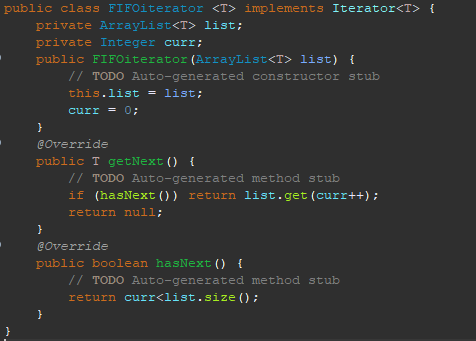 public class FIFOiterator <T> implements Iterator<T> {
    private ArrayList<T> list;
    private Integer curr;
    public FIFOiterator(ArrayList<T> list) {
        // TODO Auto-generated constructor stub
        this.list = list;
        curr = 0;
    }
    @Override
    public T getNext() {
        // TODO Auto-generated method stub
        if (hasNext()) return list.get(curr++);
        return null;
    }
    @Override
    public boolean hasNext() {
        // TODO Auto-generated method stub
        return curr<list.size();
    }
}